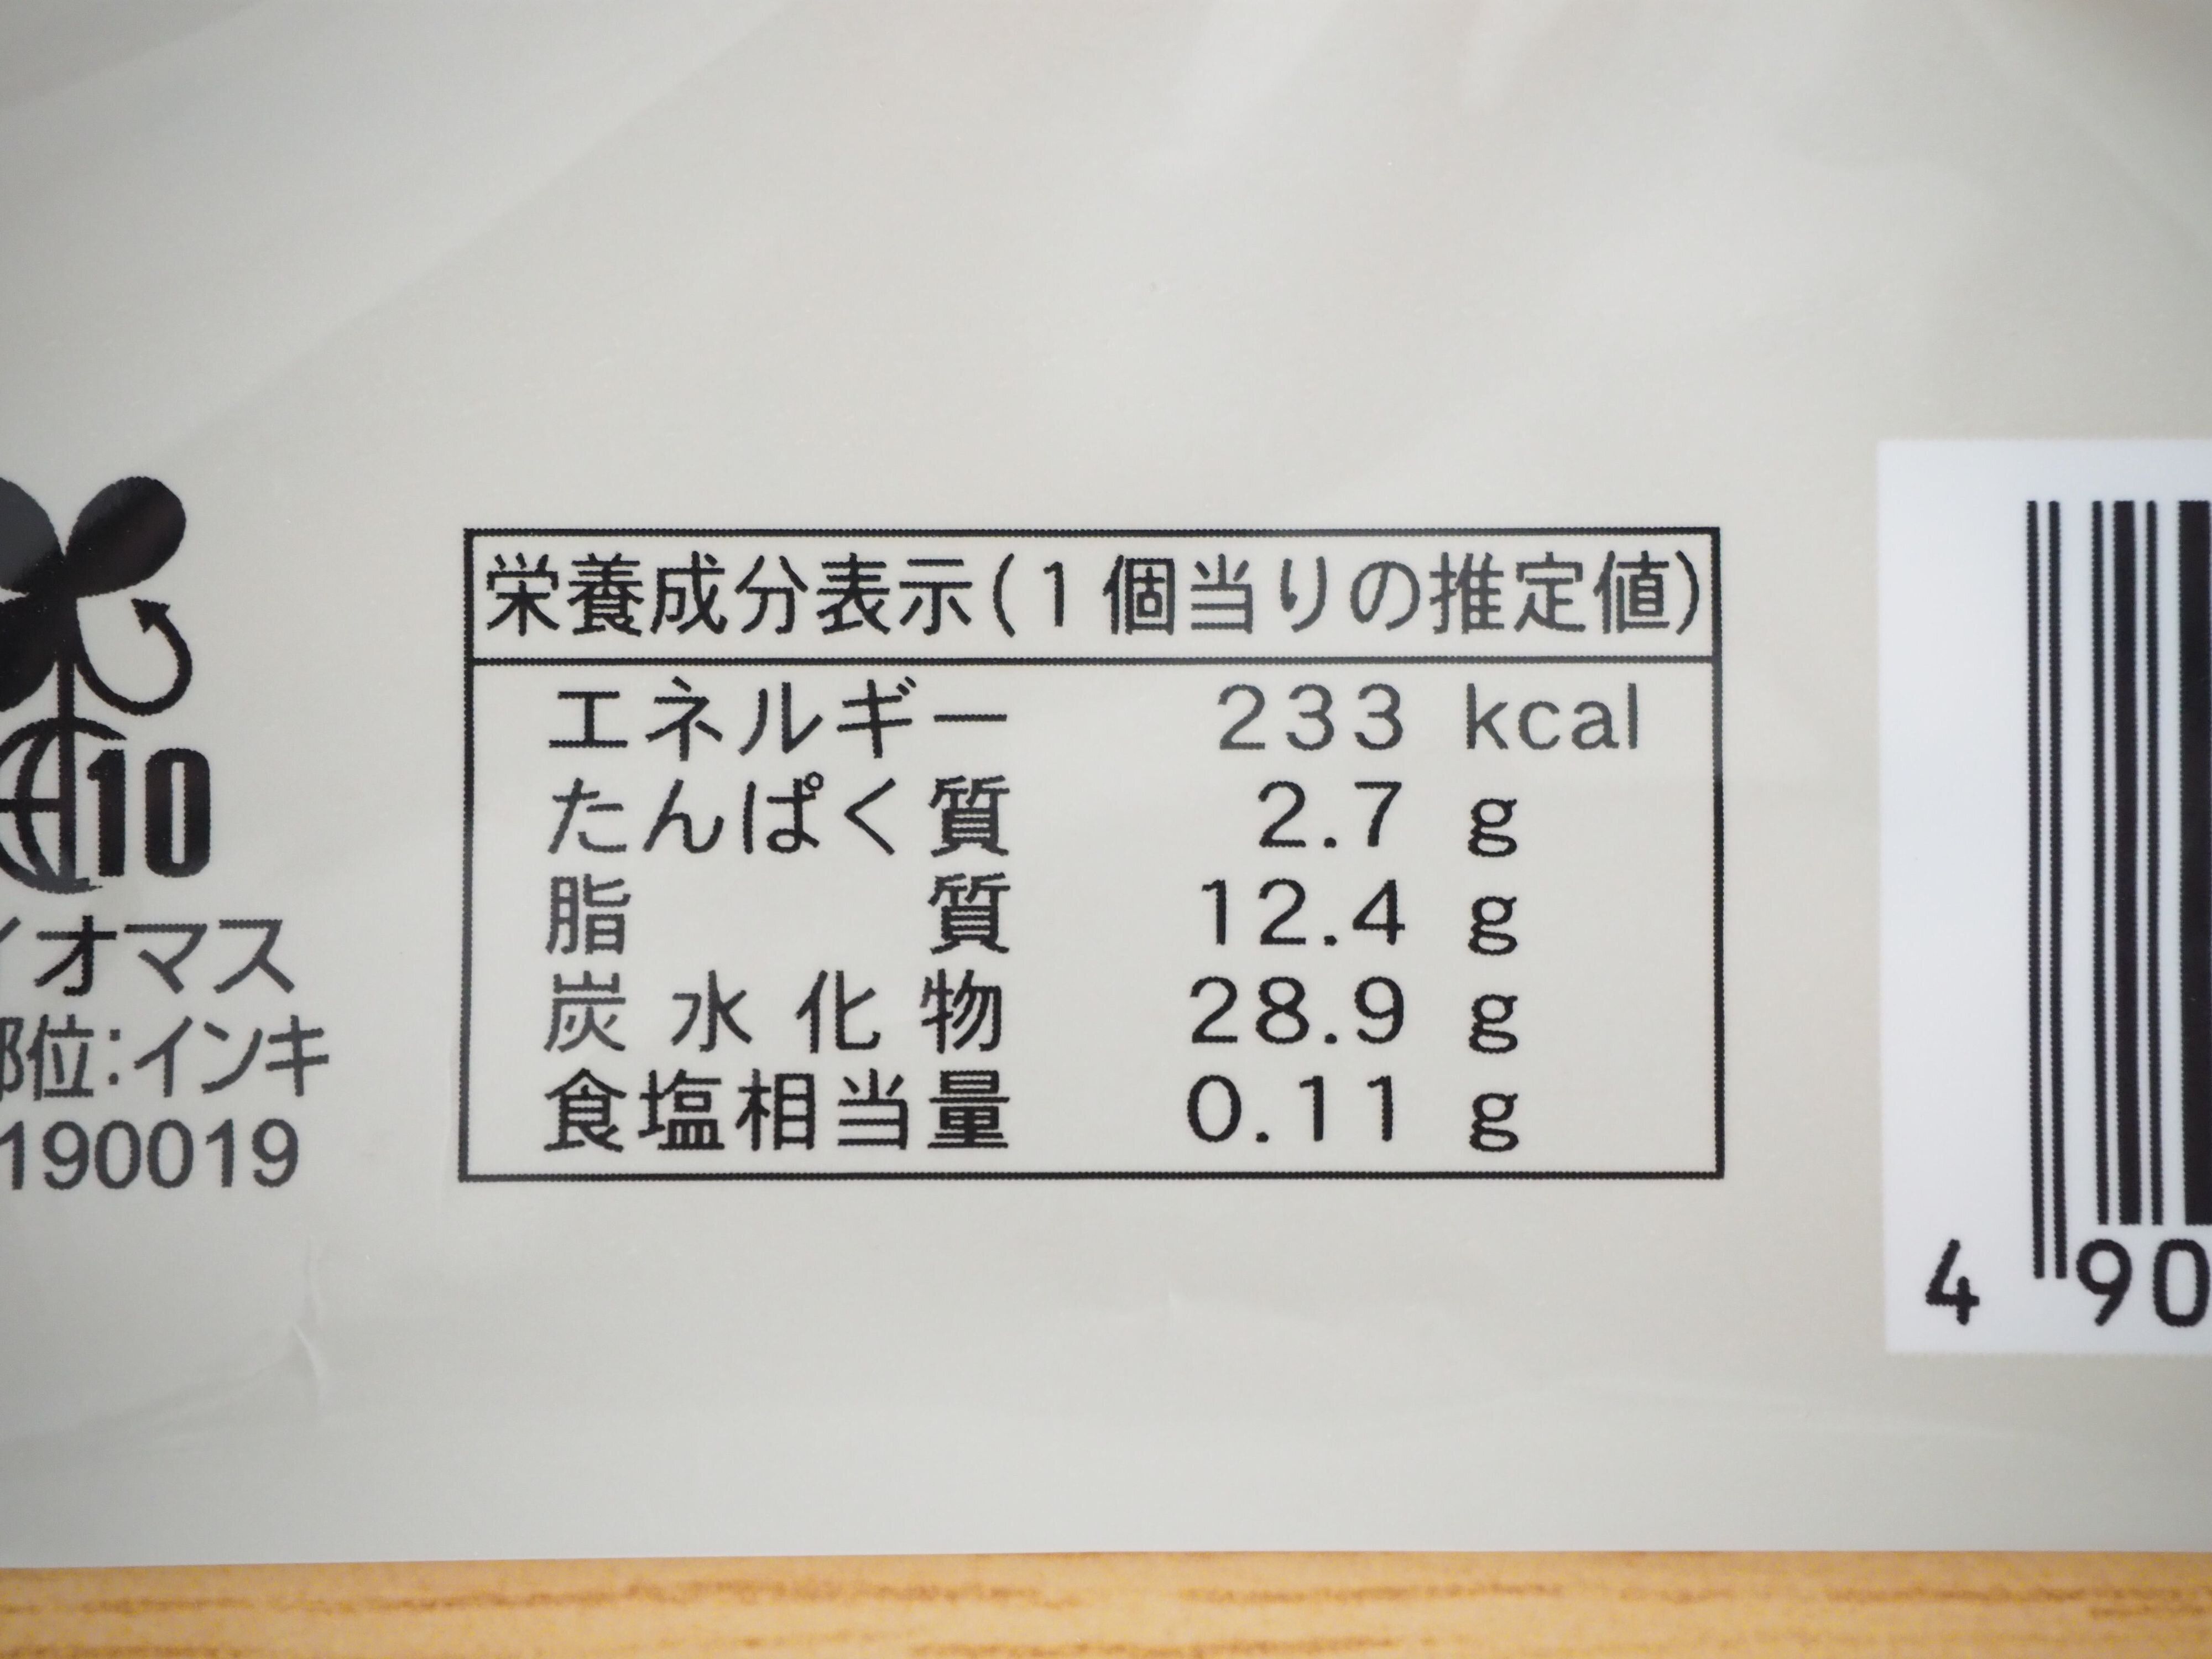 栄養成分表示(1個当りの推定値)
エネルギー 233 kcal
たんぱく質 2.7 g
脂質 12.4 g
炭水化物 28.9 g
食塩相当量 0.11 g
10
イオマス
部位:インキ
190019
4 90